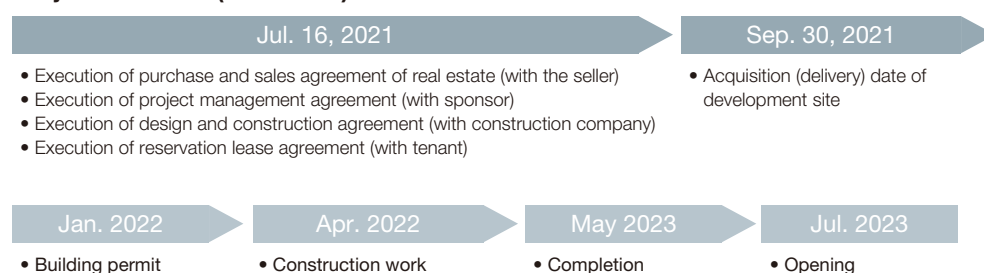 Jul. 16, 2021
Sep. 30, 2021
• Execution of purchase and sales agreement of real estate (with the seller)
• Execution of project management agreement (with sponsor)
• Execution of design and construction agreement (with construction company)
• Execution of reservation lease agreement (with tenant)
• Acquisition (delivery) date of
development site
Jan. 2022
Apr. 2022
May 2023
Jul. 2023
• Building permit
• Construction work
• Completion
• Opening